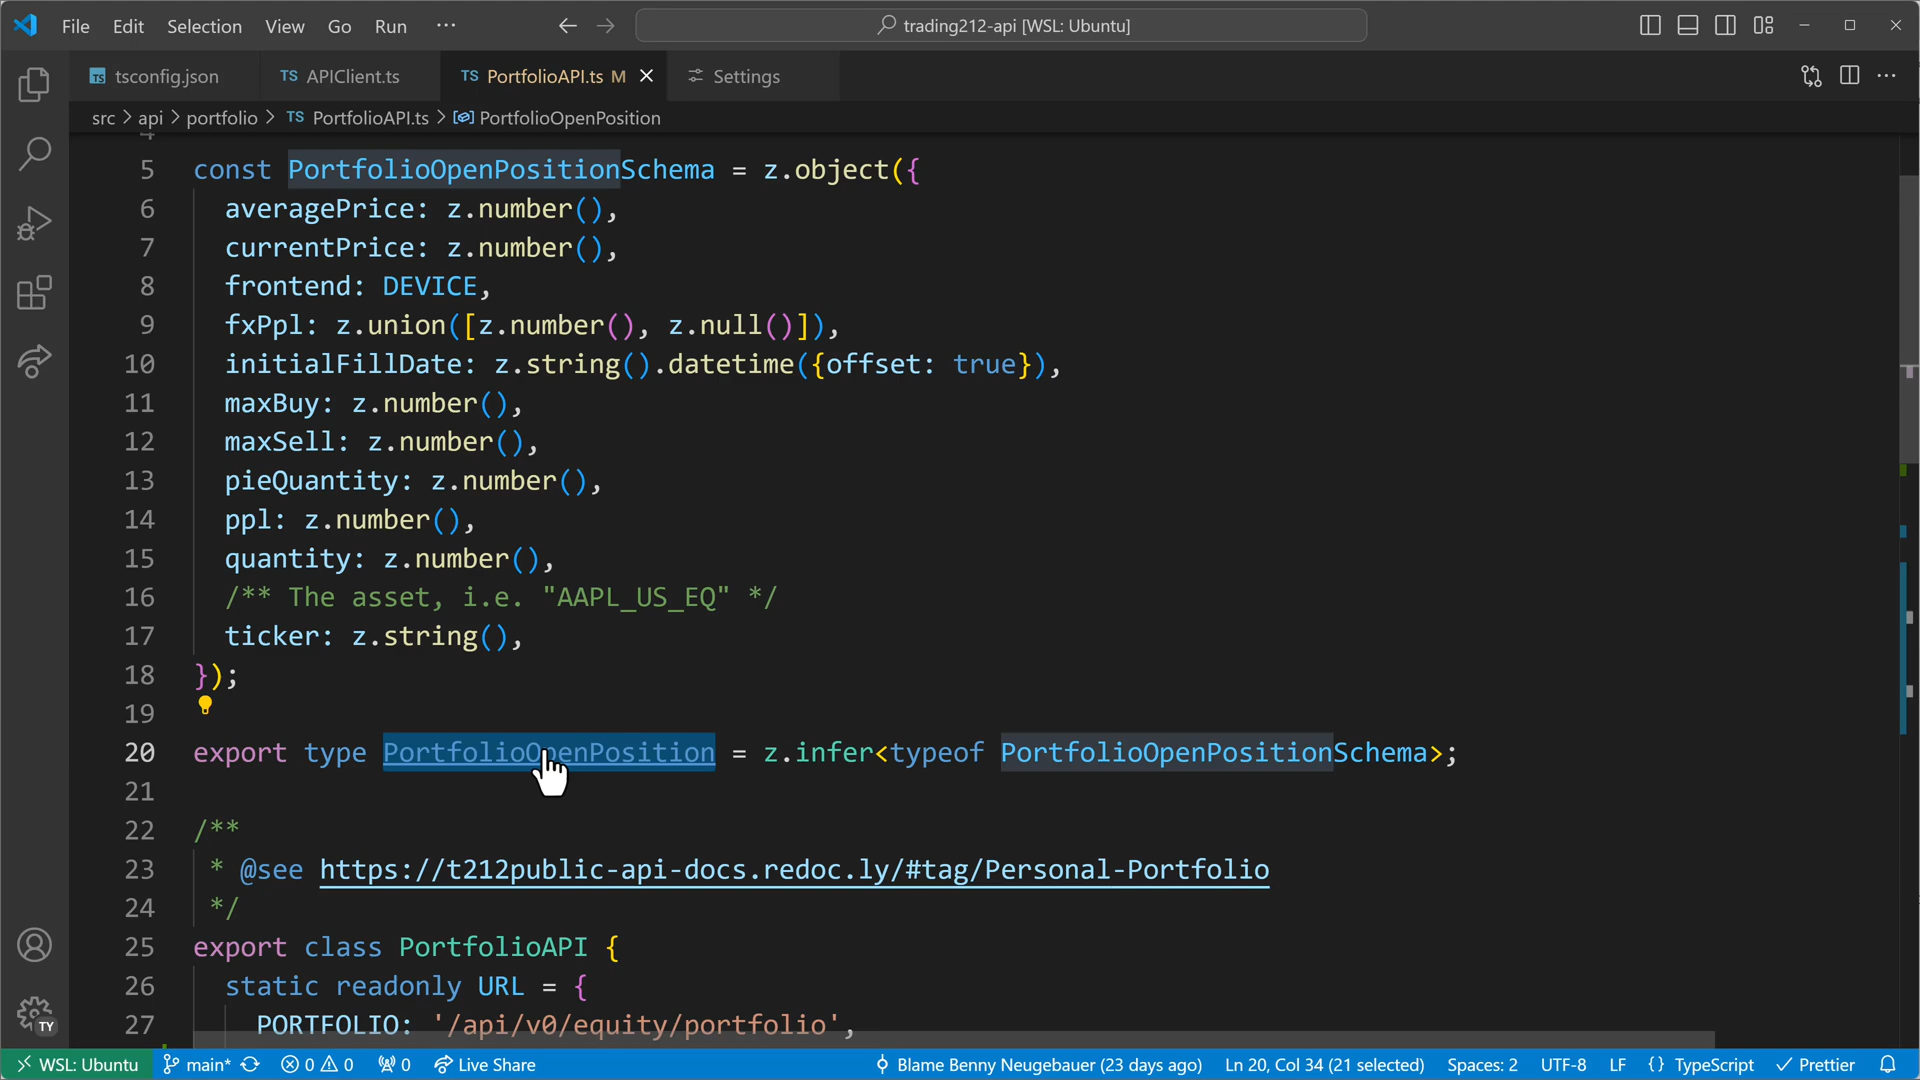 File Edit Selection View Go Run ··· trading212-api [WSL: Ubuntu]
tsconfig.json TS APIClient.ts TS PortfolioAPI.ts M Settings
src > api > portfolio > TS PortfolioAPI.ts > PortfolioOpenPosition
4
5 const PortfolioOpenPositionSchema = z.object({
6 averagePrice: z.number(),
7 currentPrice: z.number(),
8 frontend: DEVICE,
9 fxPpl: z.union([z.number(), z.null()]),
10 initialFillDate: z.string().datetime({offset: true}),
11 maxBuy: z.number(),
12 maxSell: z.number(),
13 pieQuantity: z.number(),
14 ppl: z.number(),
15 quantity: z.number(),
16 /** The asset, i.e. "AAPL_US_EQ" */
17 ticker: z.string(),
18 });
19
20 export type PortfolioOpenPosition = z.infer<typeof PortfolioOpenPositionSchema>;
21
22 /**
23 * @see https://t212public-api-docs.redoc.ly/#tag/Personal-Portfolio
24 */
25 export class PortfolioAPI {
26 static readonly URL = {
27 PORTFOLIO: '/api/v0/equity/portfolio',
TY
WSL: Ubuntu main* 0 0 0 Live Share Blame Benny Neugebauer (23 days ago) Ln 20, Col 34 (21 selected) Spaces: 2 UTF-8 LF {} TypeScript Prettier